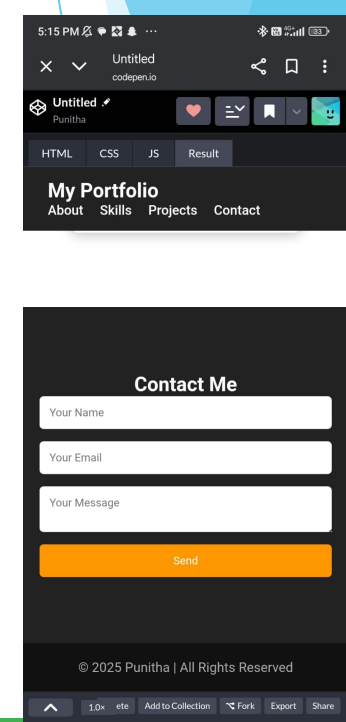 5:15 PM
4G+
33
Untitled
codepen.io
Untitled
Punitha
HTML CSS JS Result
My Portfolio
About Skills Projects Contact
Contact Me
Your Name
Your Email
Your Message
Send
© 2025 Punitha | All Rights Reserved
1.0× ete Add to Collection Fork Export Share